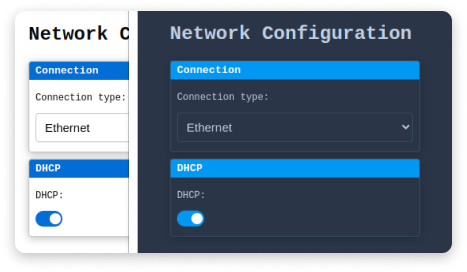 Network C
Connection
Connection type:
Ethernet
DHCP
DHCP:
Network Configuration
Connection
Connection type:
Ethernet
DHCP
DHCP: